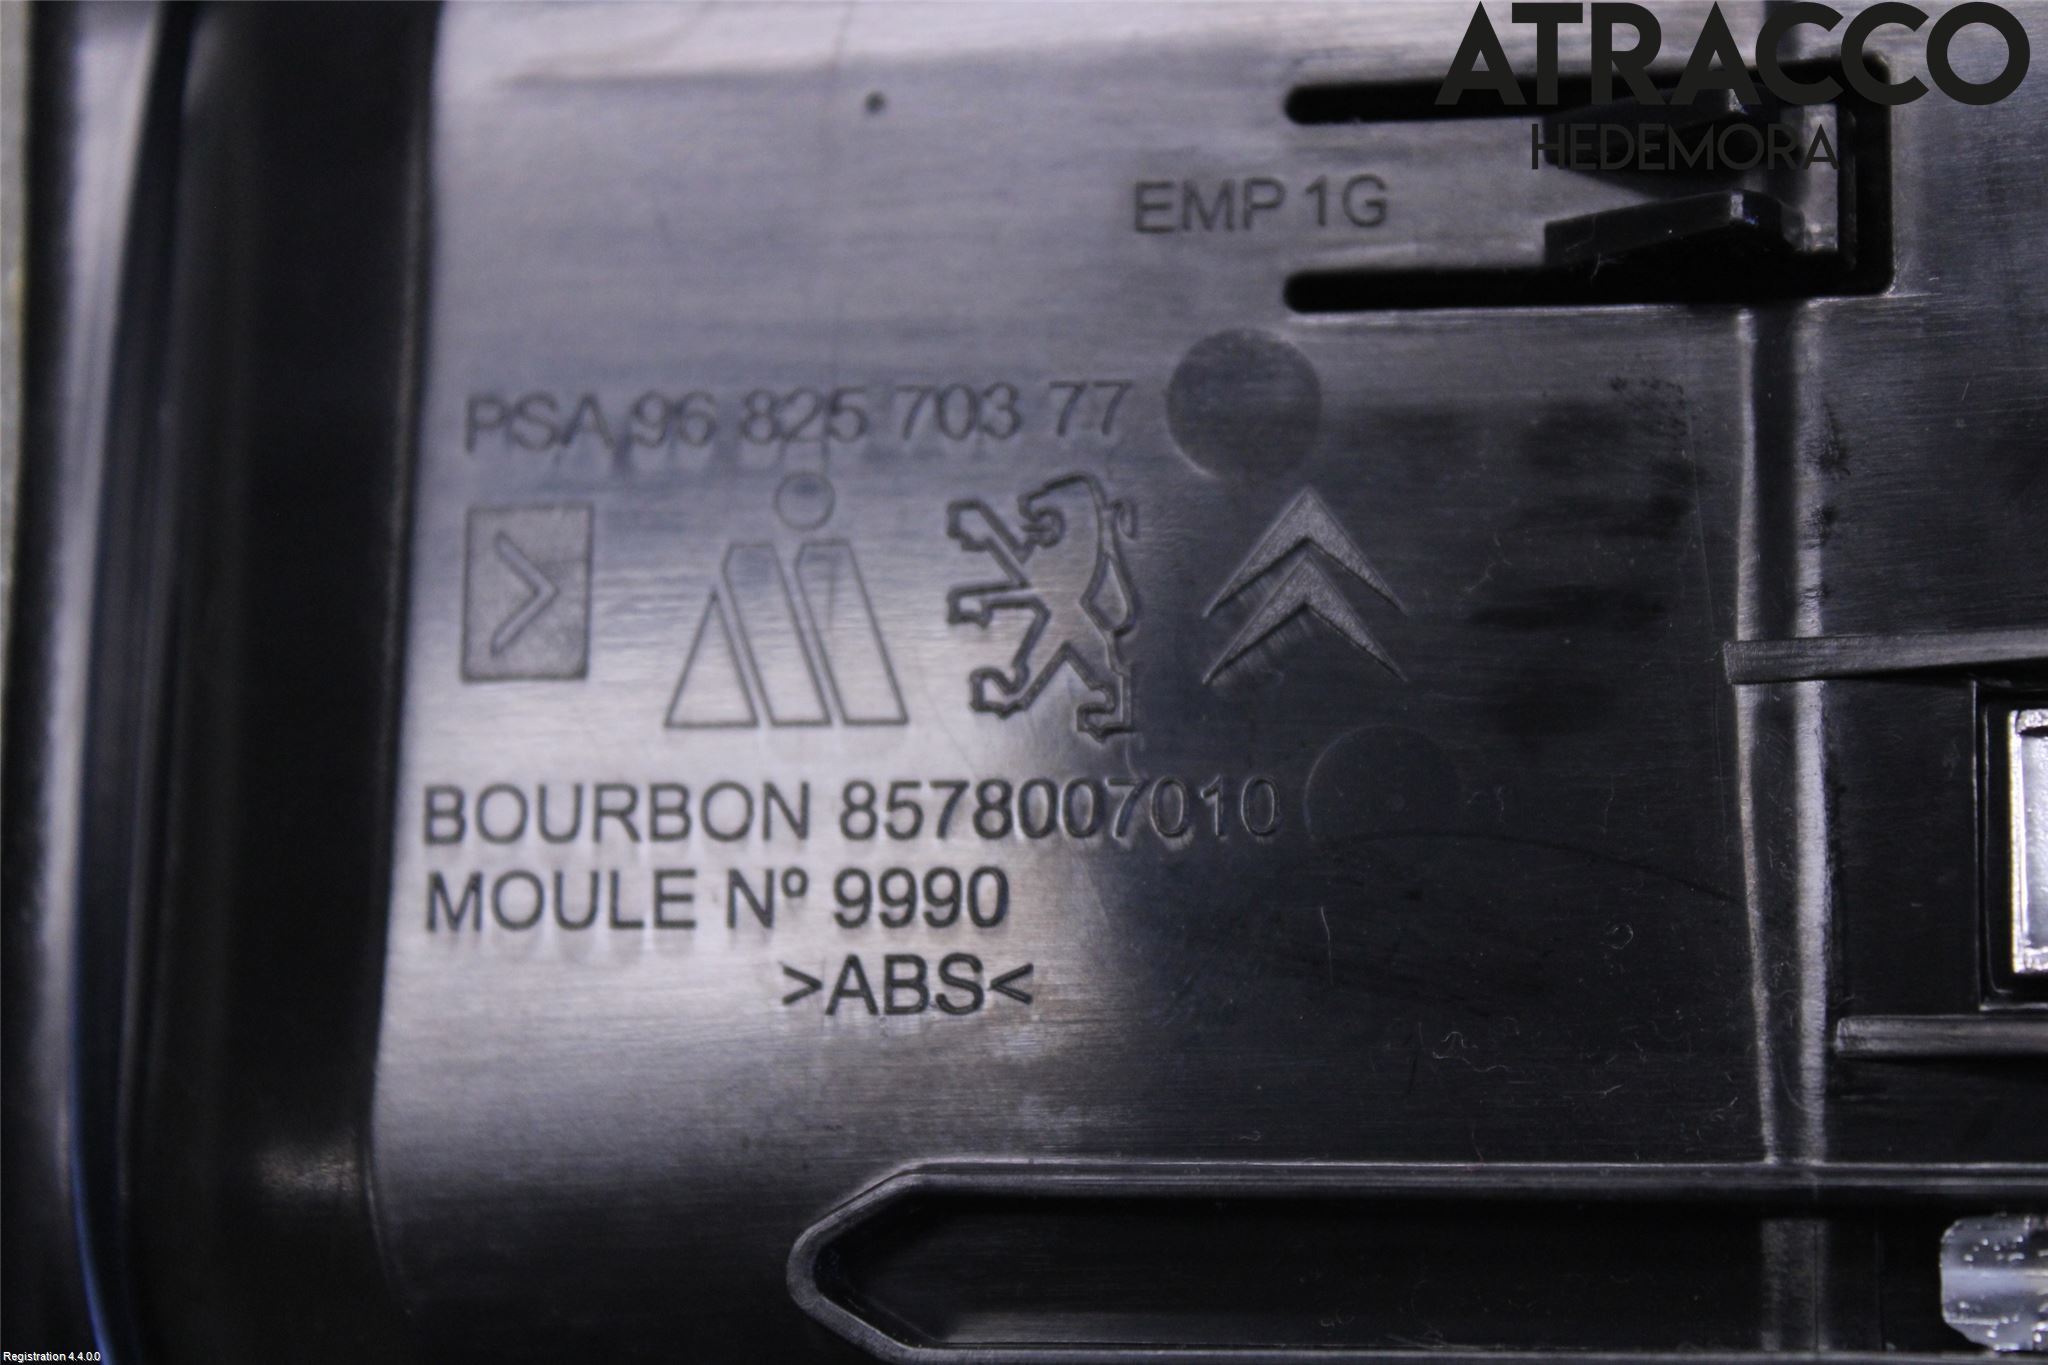 ATRACCO
HEDEMORA
EMP 1G
PSA 96 825 703 77
BOURBON 8578007010
MOULE Nº 9990
>ABS<
Registration 4.4.0.0